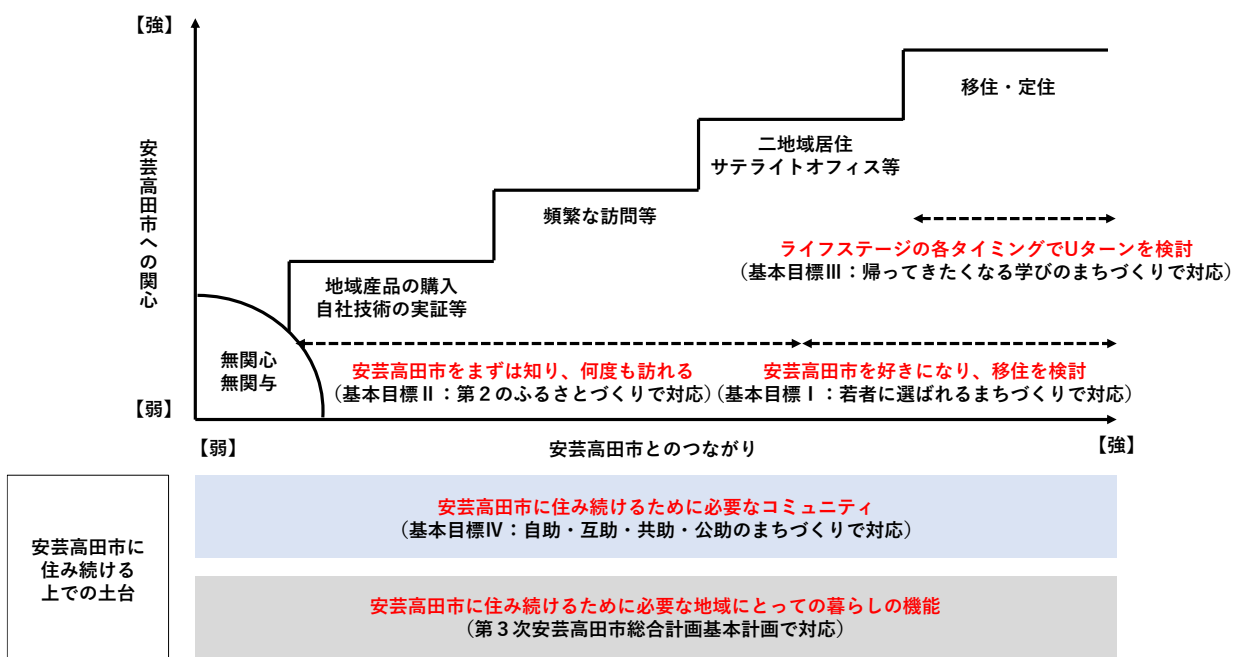 【強】
移住・定住
二地域居住
サテライトオフィス等
頻繁な訪問等
安芸高田市への関心
ライフステージの各タイミングでUターンを検討
（基本目標Ⅲ：帰ってきたくなる学びのまちづくりで対応）
地域産品の購入
自社技術の実証等
無関心
無関与
安芸高田市をまずは知り、何度も訪れる
（基本目標Ⅱ：第２のふるさとづくりで対応）
安芸高田市を好きになり、移住を検討
（基本目標Ⅰ：若者に選ばれるまちづくりで対応）
【弱】
【弱】
安芸高田市とのつながり
【強】
安芸高田市に
住み続ける
上での土台
安芸高田市に住み続けるために必要なコミュニティ
（基本目標Ⅳ：自助・互助・共助・公助のまちづくりで対応）
安芸高田市に住み続けるために必要な地域にとっての暮らしの機能
（第３次安芸高田市総合計画基本計画で対応）